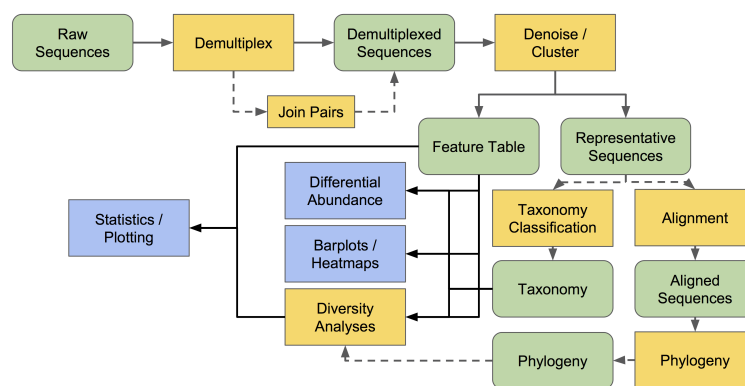 Raw
Sequences
Demultiplex
Demultiplexed
Sequences
Denoise /
Cluster
Join Pairs
Feature Table
Representative
Sequences
Differential
Abundance
Statistics /
Plotting
Taxonomy
Classification
Alignment
Barplots /
Heatmaps
Diversity
Analyses
Taxonomy
Aligned
Sequences
Phylogeny
Phylogeny